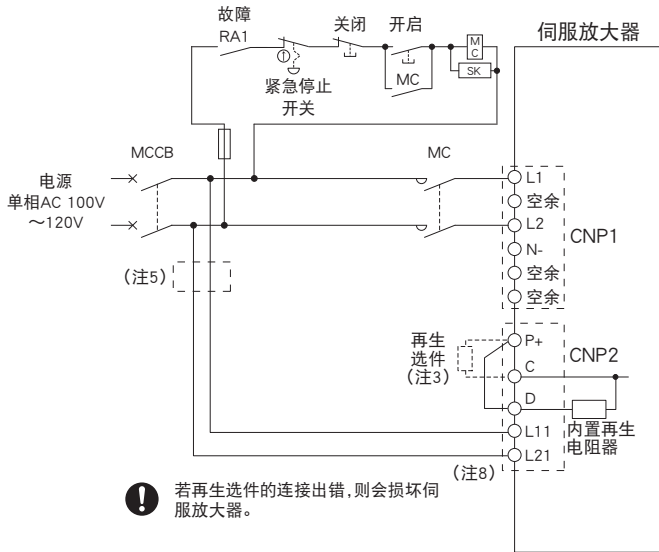 故障
RA1
关闭
开启
MC
SK
紧急停止
开关
MC
伺服放大器
MCCB
MC
电源
单相AC 100V
～120V
L1
空余
L2
N-
空余
空余
CNP1
(注5)
再生
选件
(注3)
P+
C
D
L11
L21
CNP2
内置再生
电阻器
(注8)
若再生选件的连接出错,则会损坏伺
服放大器。